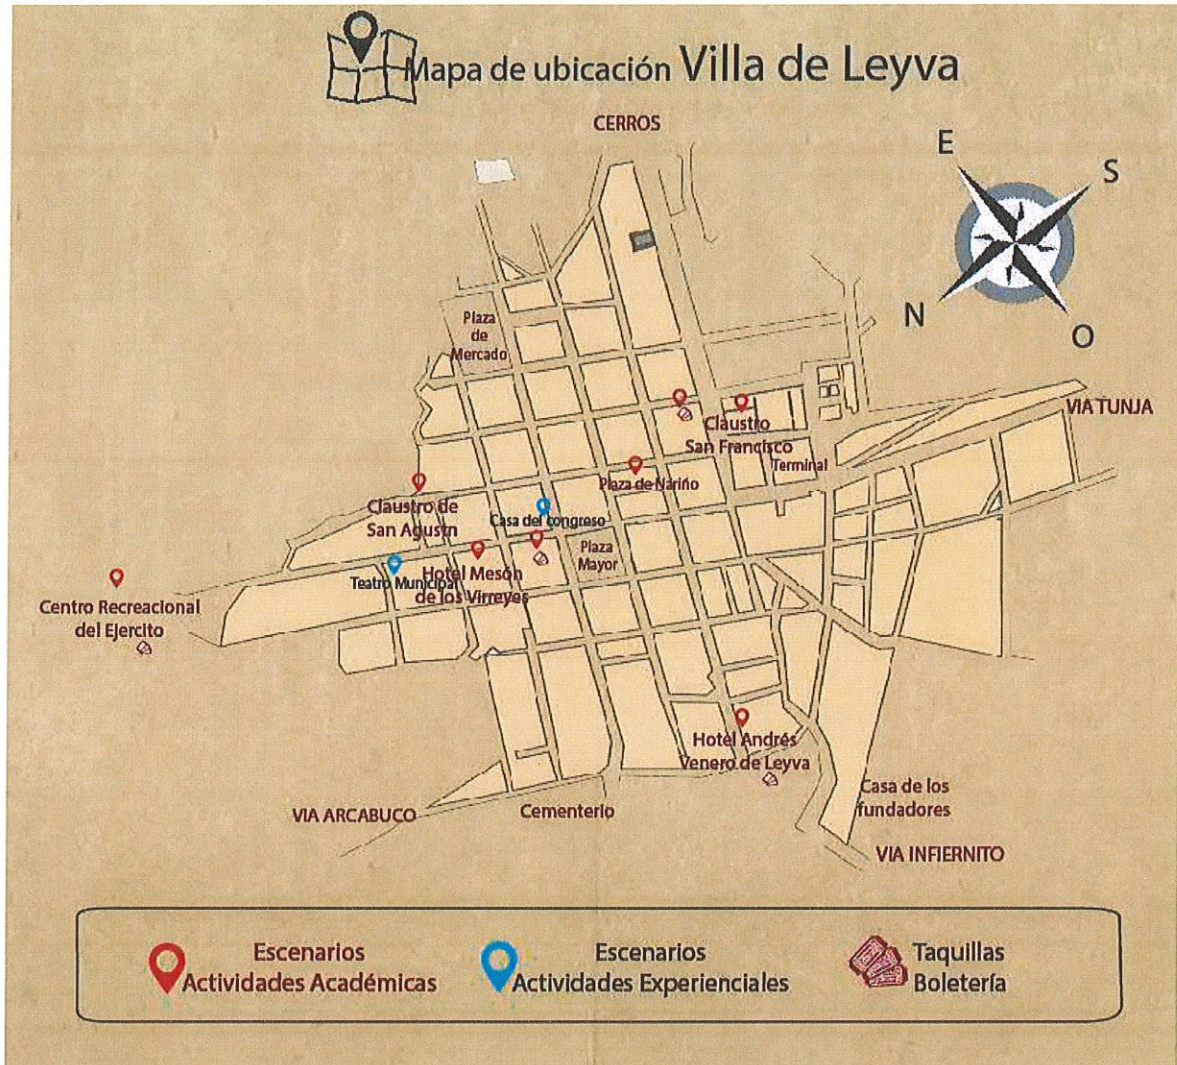 Mapa de ubicación Villa de Leyva
CERROS
E
S
N
O
Plaza
de
Mercado
VIA TUNJA
Claustro
San Francisco
Terminal
Plaza de Nariño
Claustro de
San Agustn
Casa del congreso
Plaza
Mayor
Teatro Municipal
Hotel Mesón
de los Virreyes
Centro Recreacional
del Ejercito
Hotel Andrés
Venero de Leyva
Casa de los
fundadores
VIA ARCABUCO
Cementerio
VIA INFIERNITO
Escenarios
Actividades Académicas
Escenarios
Actividades Experienciales
Taquillas
Boletería